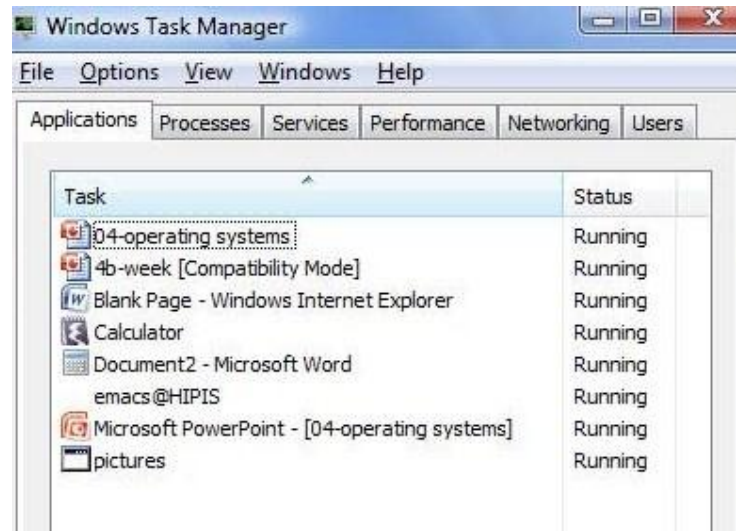 Windows Task Manager
File Options View Windows Help
Applications Processes Services Performance Networking Users
Task Status
04-operating systems Running
4b-week [Compatibility Mode] Running
Blank Page - Windows Internet Explorer Running
Calculator Running
Document2 - Microsoft Word Running
emacs@HIPIS Running
Microsoft PowerPoint - [04-operating systems] Running
pictures Running